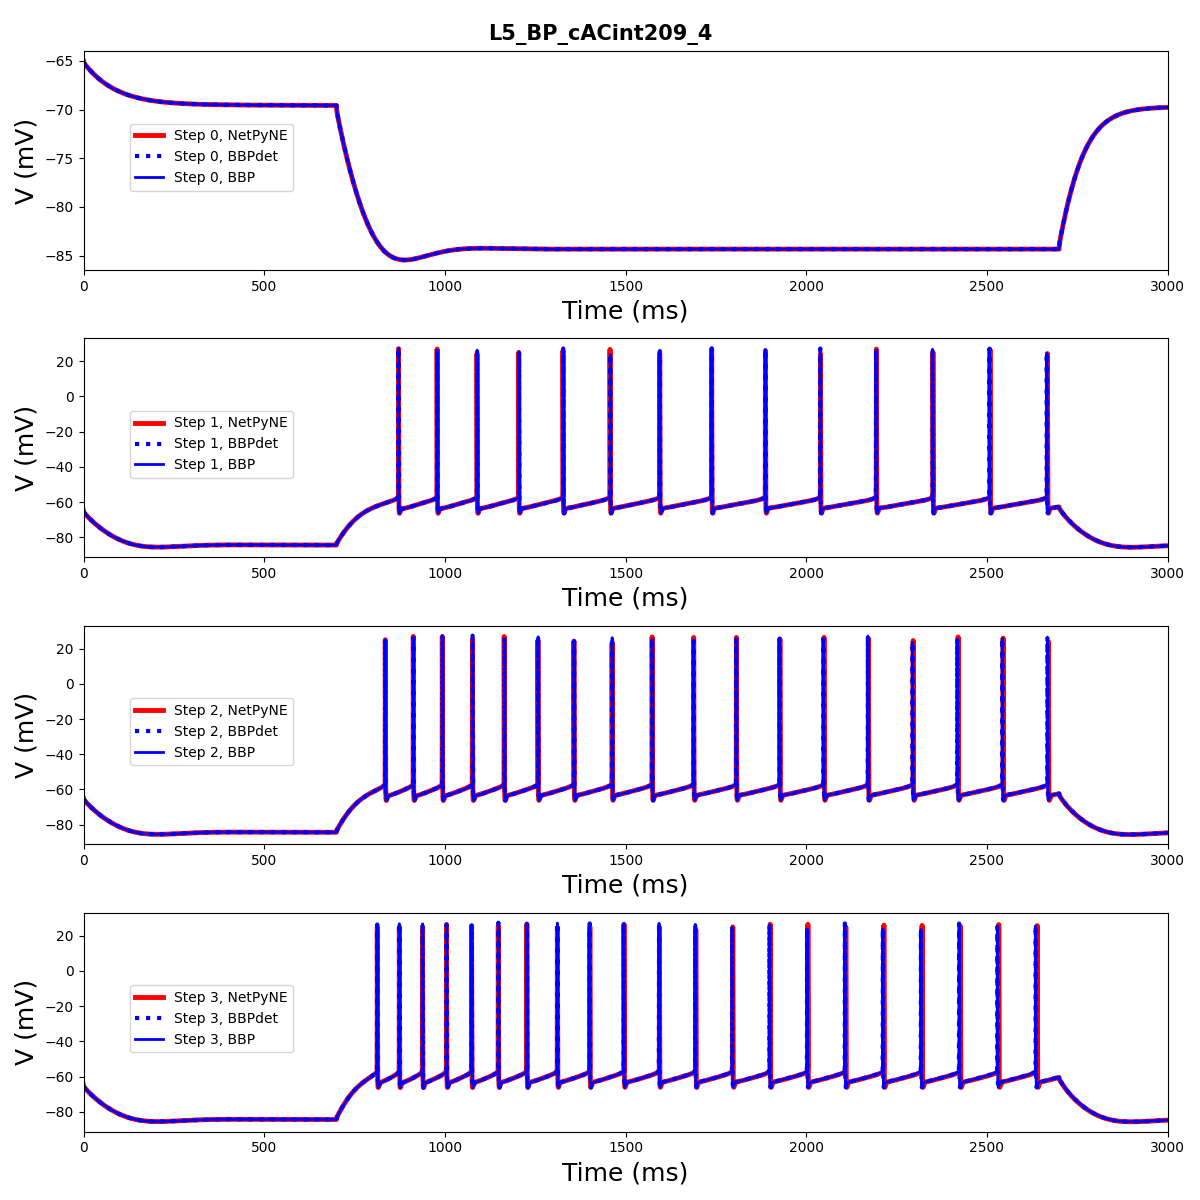 L5_BP_cACint209_4
V (mV)
−65
−70
−75
−80
−85
Step 0, NetPyNE
Step 0, BBPdet
Step 0, BBP
0 500 1000 1500 2000 2500 3000
Time (ms)
V (mV)
20
0
−20
−40
−60
−80
Step 1, NetPyNE
Step 1, BBPdet
Step 1, BBP
0 500 1000 1500 2000 2500 3000
Time (ms)
V (mV)
20
0
−20
−40
−60
−80
Step 2, NetPyNE
Step 2, BBPdet
Step 2, BBP
0 500 1000 1500 2000 2500 3000
Time (ms)
V (mV)
20
0
−20
−40
−60
−80
Step 3, NetPyNE
Step 3, BBPdet
Step 3, BBP
0 500 1000 1500 2000 2500 3000
Time (ms)